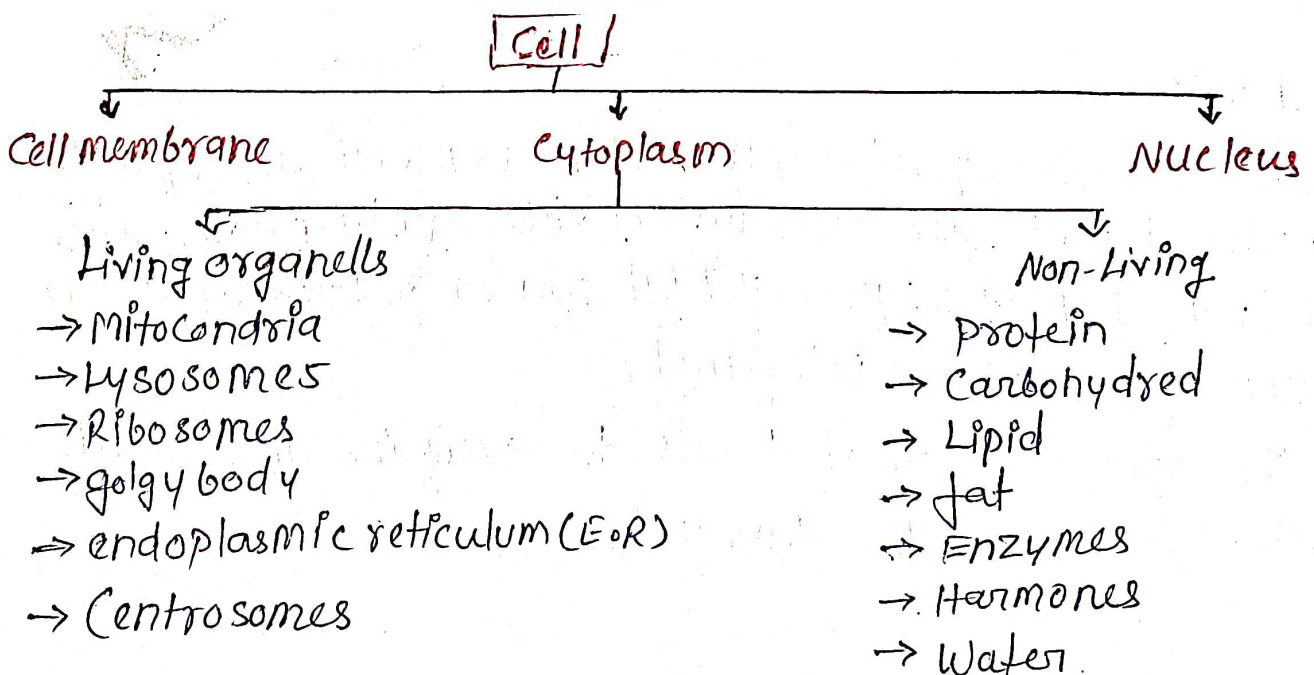 Cell
Cell membrane
Cytoplasm
Nucleus
Living organells
→ Mitocondria
→ Lysosomes
→ Ribosomes
→ golgy body
→ endoplasmic reticulum (E.R)
→ Centrosomes
Non-Living
→ protein
→ Carbohydred
→ Lipid
→ fat
→ Enzymes
→ Harmones
→ Water.